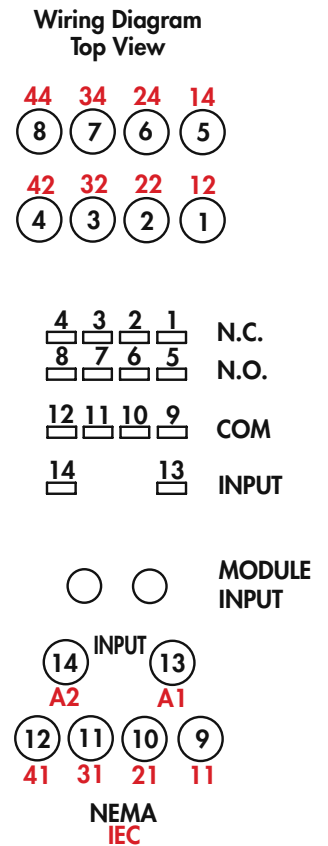 Wiring Diagram
Top View
44 34 24 14
8 7 6 5
42 32 22 12
4 3 2 1
4 3 2 1 N.C.
8 7 6 5 N.O.
12 11 10 9 COM
14 13 INPUT
MODULE
INPUT
INPUT
14 13
A2 A1
12 11 10 9
41 31 21 11
NEMA
IEC